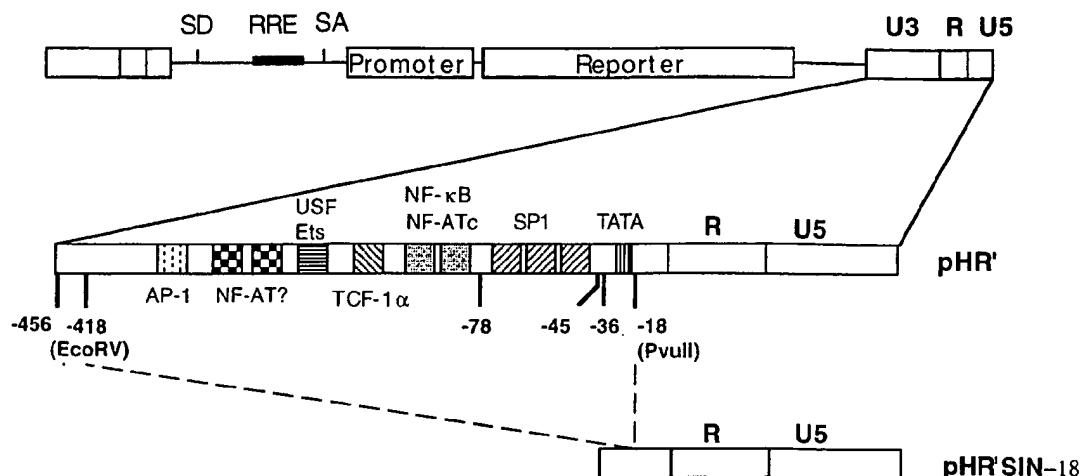 SD RRE SA U3 R U5
Promoter Reporter
NF-κB
USF NF-ATc SP1 TATA
Ets R U5
pHR'
AP-1 NF-AT? TCF-1α
-456 -418 -78 -45 -36 -18
(EcoRV) (PvuII)
R U5
pHR'SIN-18